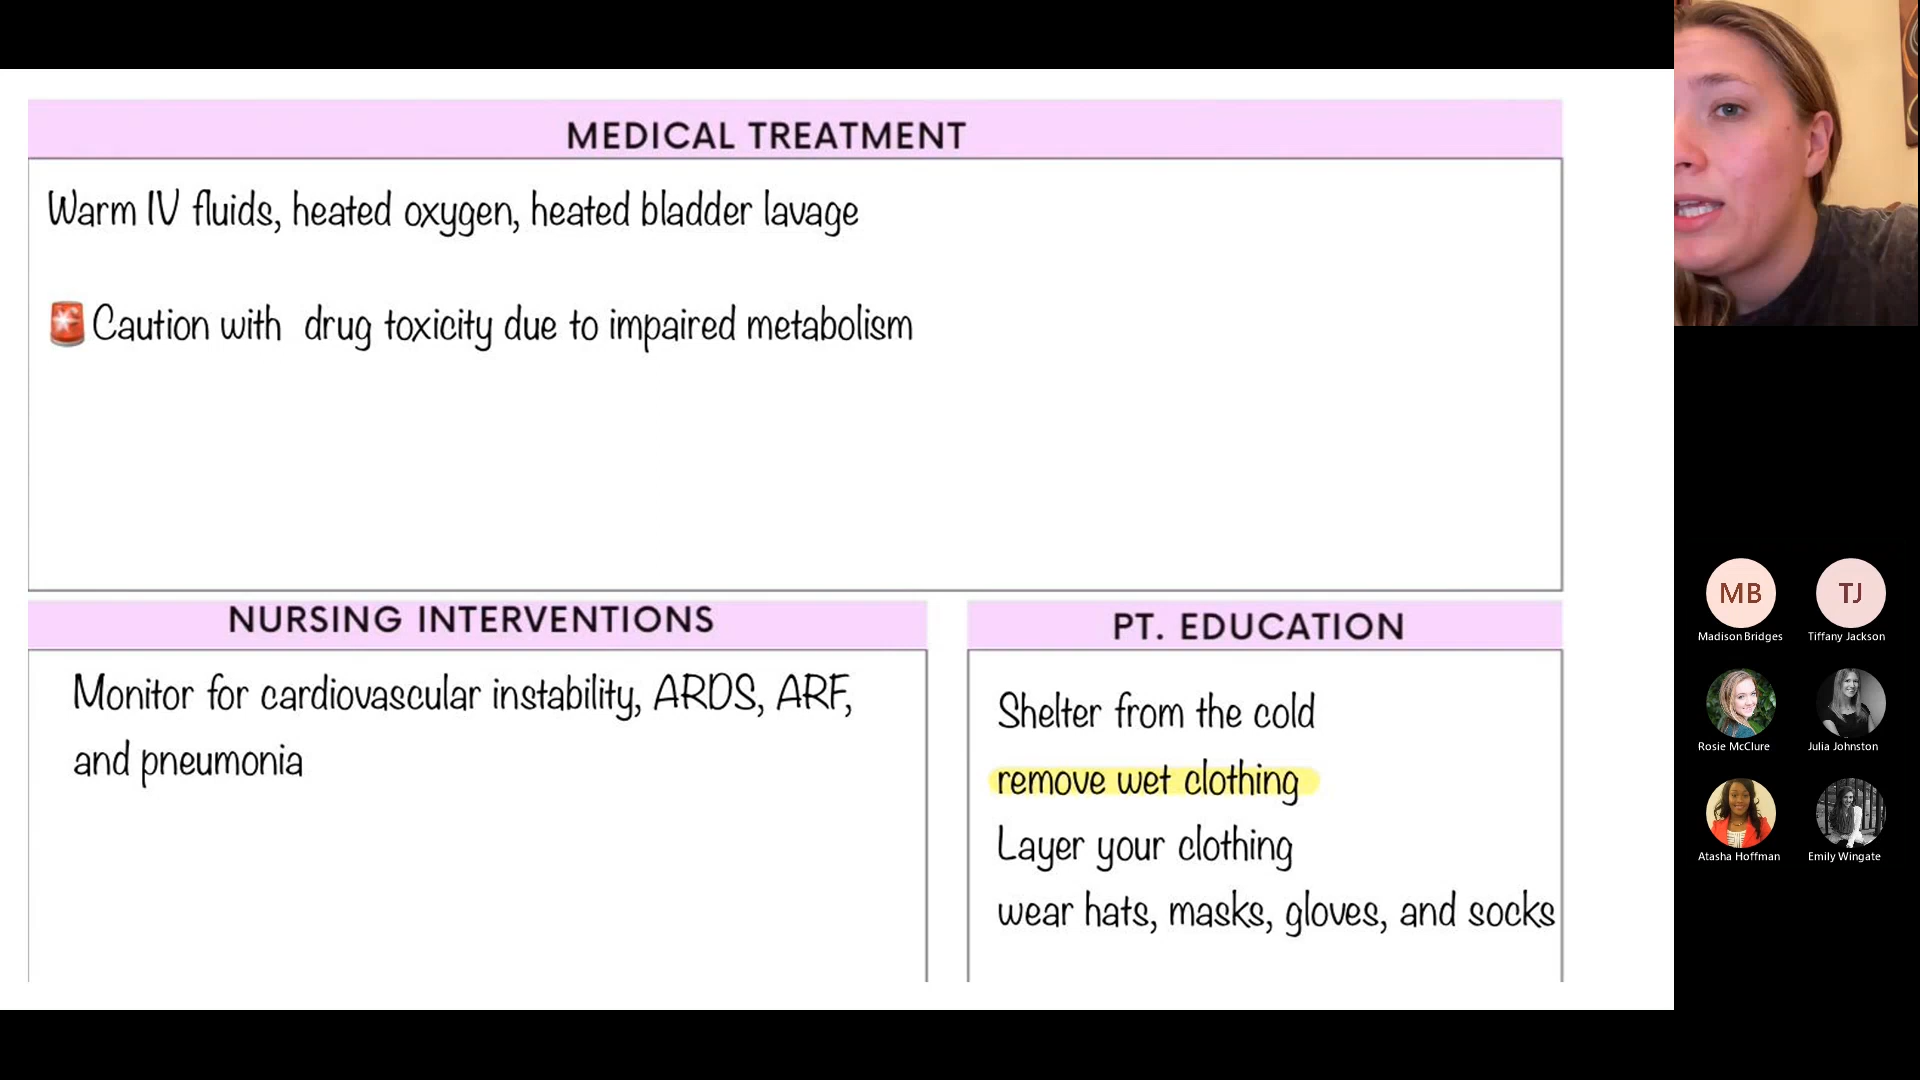 MEDICAL TREATMENT
Warm IV fluids, heated oxygen, heated bladder lavage
🚨Caution with drug toxicity due to impaired metabolism
NURSING INTERVENTIONS
Monitor for cardiovascular instability, ARDS, ARF,
and pneumonia
PT. EDUCATION
Shelter from the cold
remove wet clothing
Layer your clothing
wear hats, masks, gloves, and socks
MB
Madison Bridges
TJ
Tiffany Jackson
Rosie McClure
Julia Johnston
Atasha Hoffman
Emily Wingate